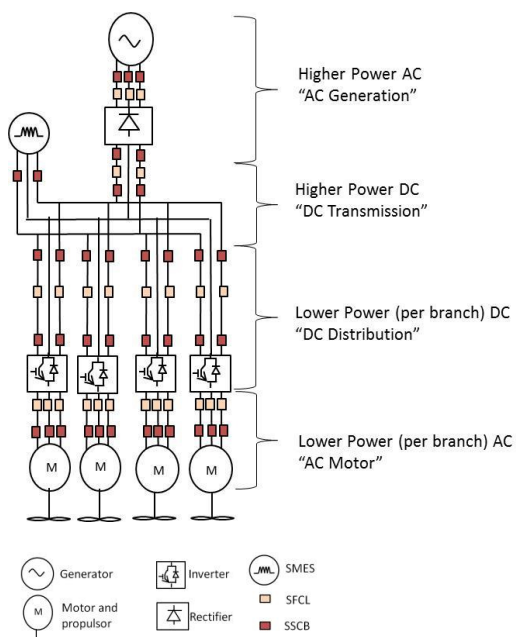 Higher Power AC
“AC Generation”
Higher Power DC
“DC Transmission”
Lower Power (per branch) DC
“DC Distribution”
Lower Power (per branch) AC
“AC Motor”
M M M M
Generator
Inverter
SMES
M
Motor and
propulsor
Rectifier
SFCL
SSCB